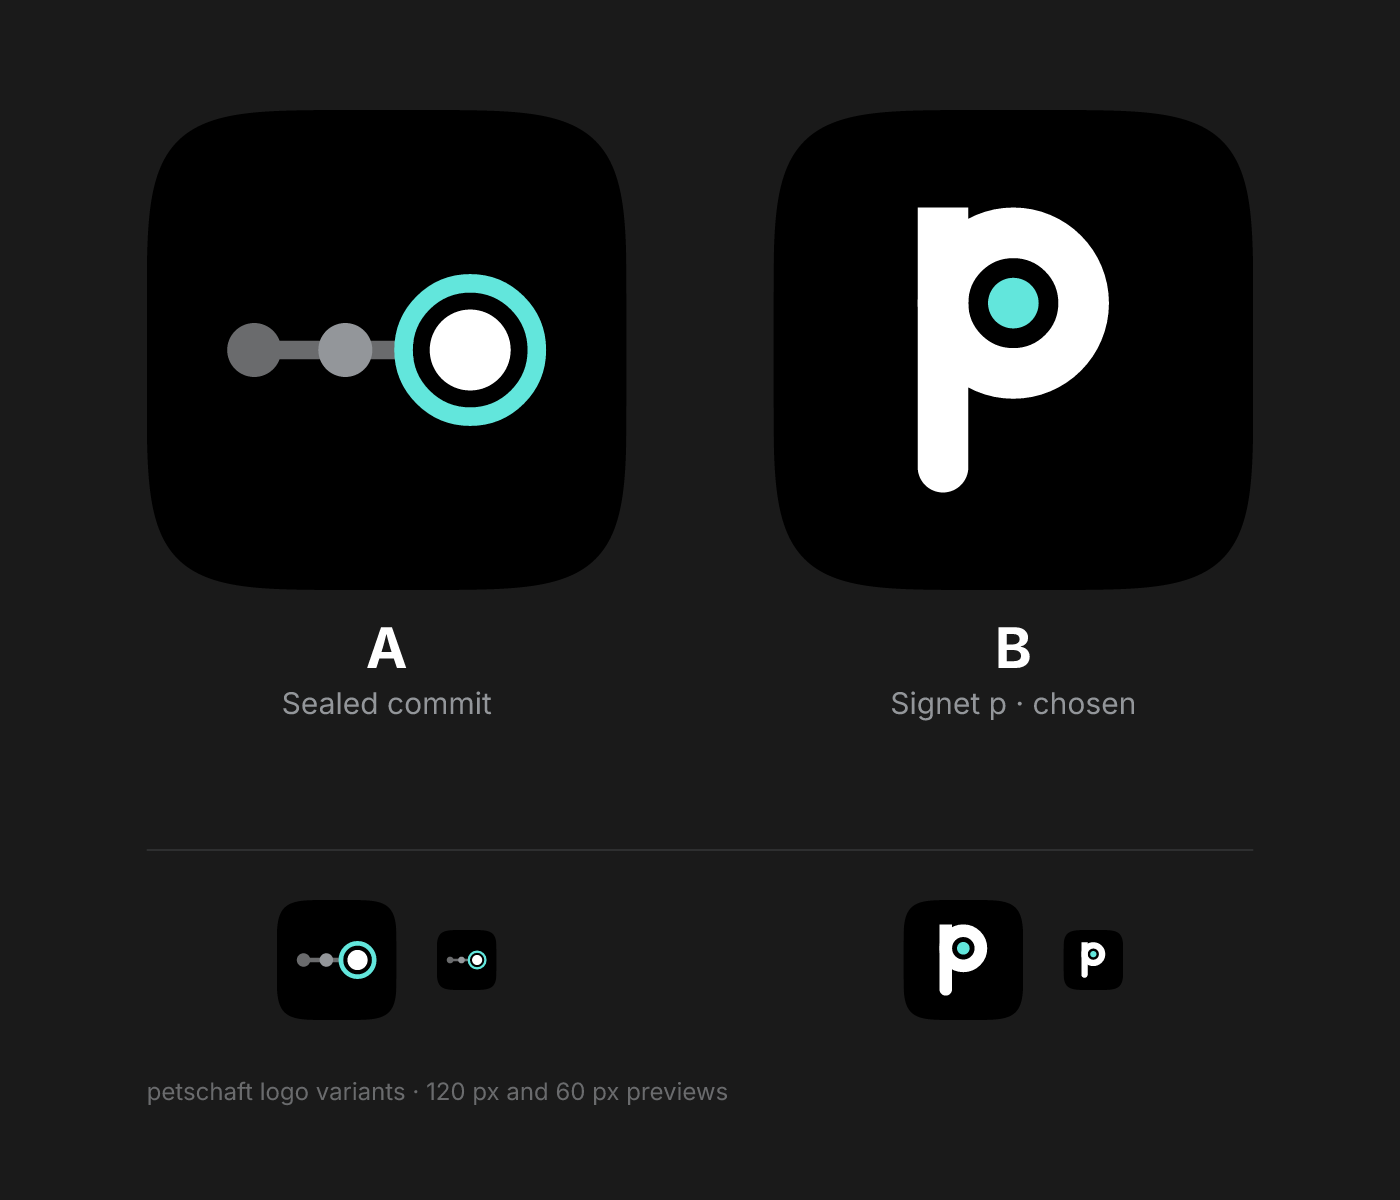 p
A
B
Sealed commit
Signet p · chosen
p
p
petschaft logo variants · 120 px and 60 px previews